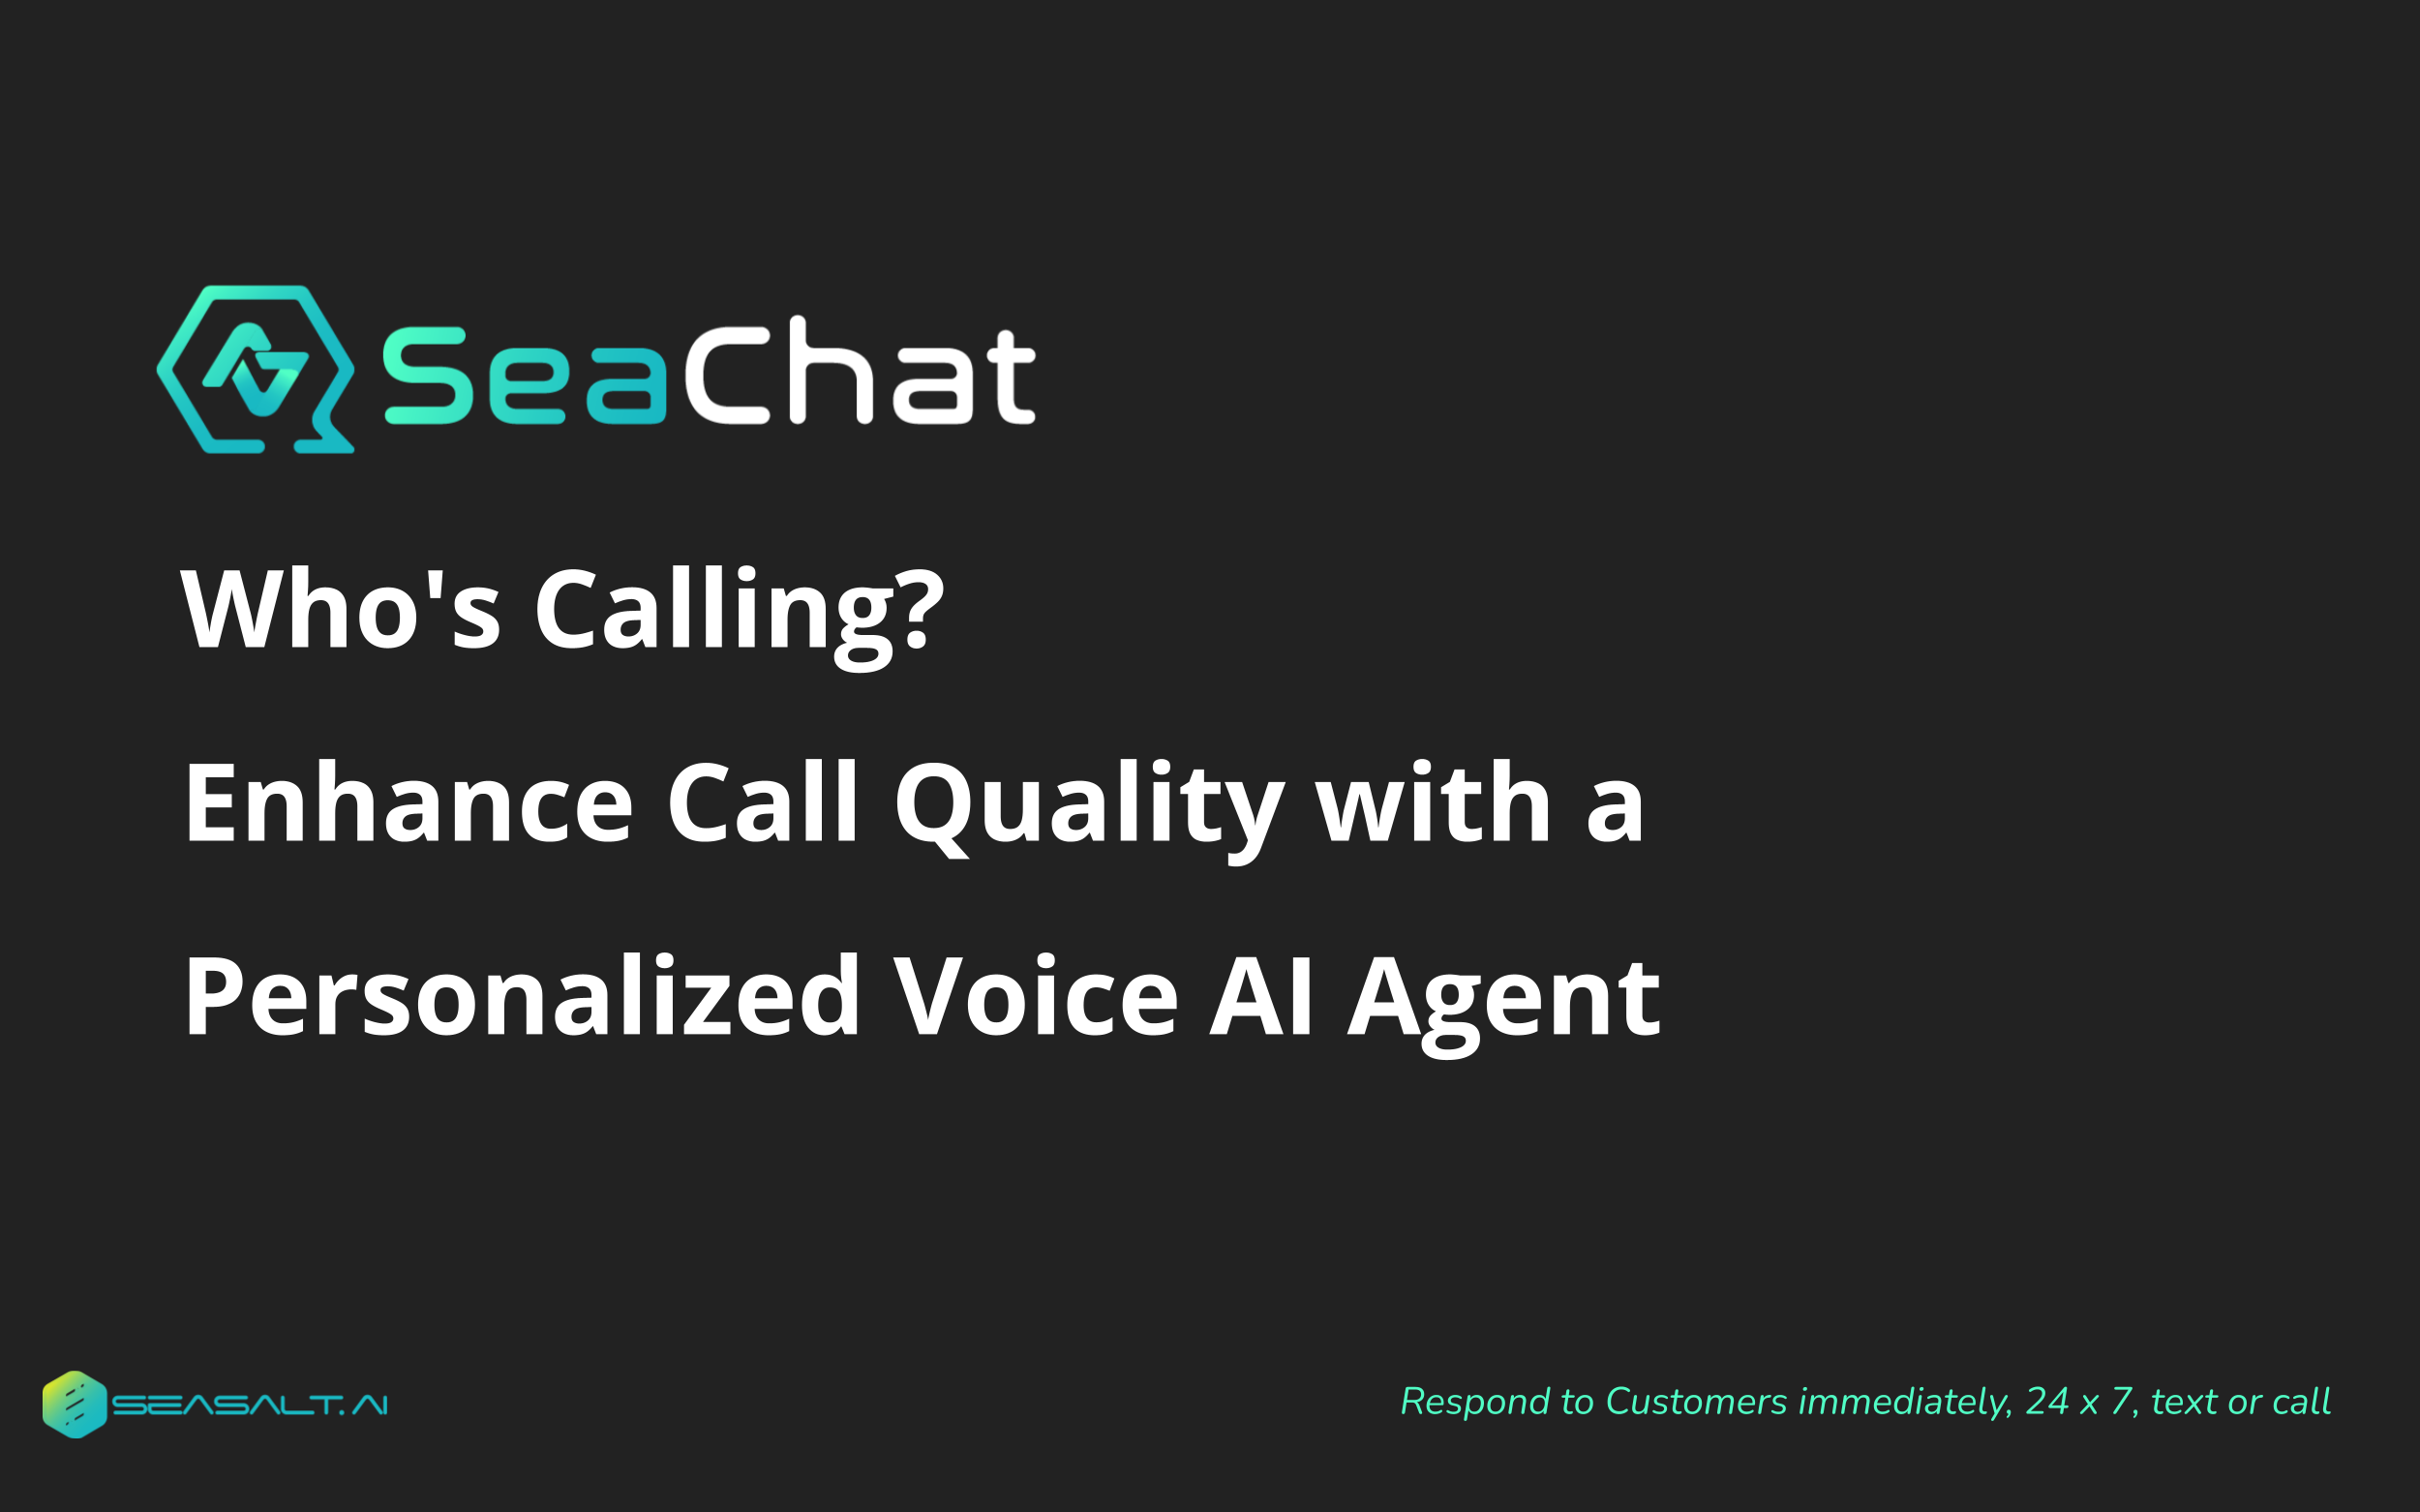 SeaChat
Who's Calling?
Enhance Call Quality with a
Personalized Voice AI Agent
SEASALT.AI
Respond to Customers immediately, 24 x 7, text or call